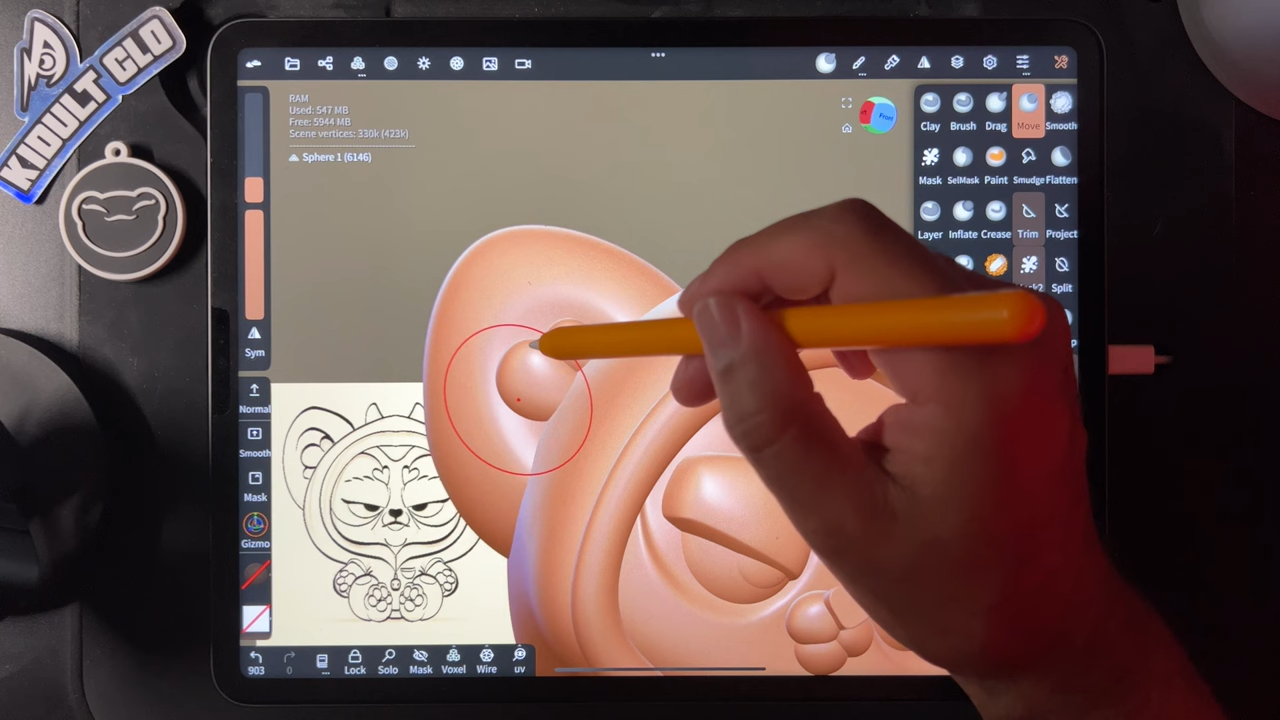 KIDULT CLO
RAM
Used: 547 MB
Free: 5944 MB
Scene vertices: 330k (423k)
Sphere 1 (6146)
Front
Clay Brush Drag Move Smooth
Mask SelMask Paint Smudge Flatten
Layer Inflate Crease Trim Project
Split
Sym
Normal
Smooth
Mask
Gizmo
903 0 Lock Solo Mask Voxel Wire uv